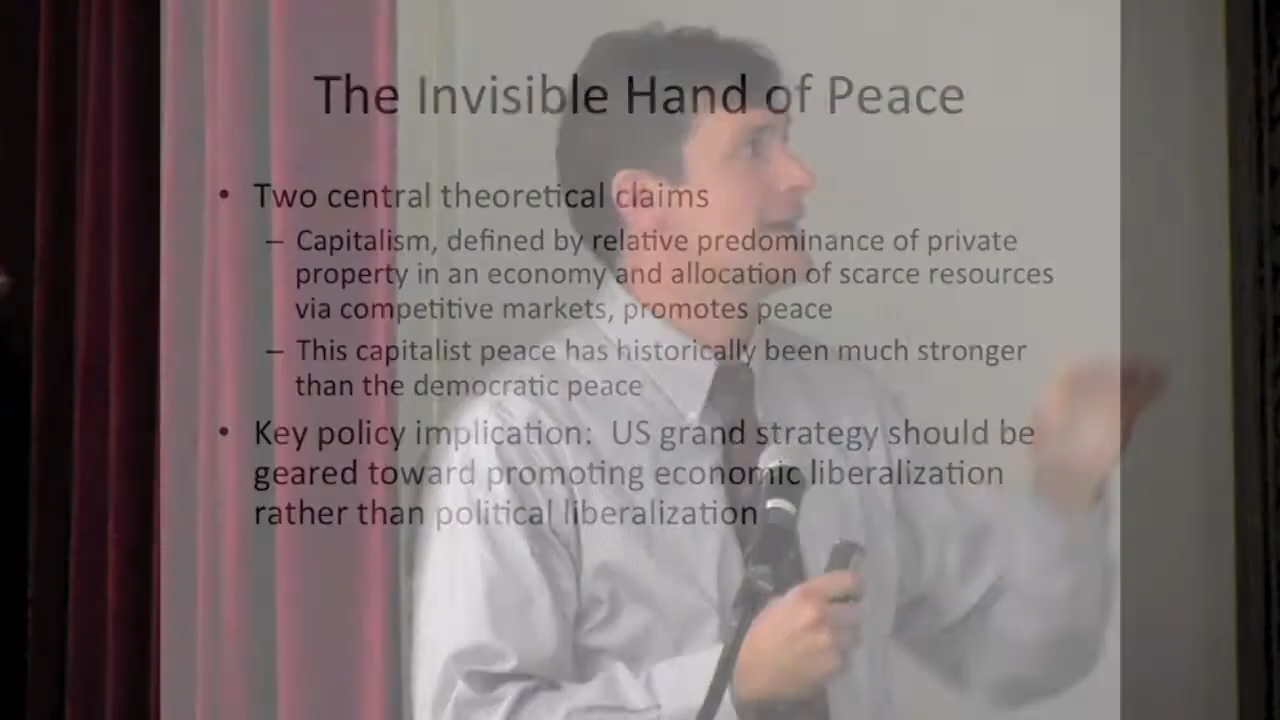 The Invisible Hand of Peace
• Two central theoretical claims
– Capitalism, defined by relative predominance of private
property in an economy and allocation of scarce resources
via competitive markets, promotes peace
– This capitalist peace has historically been much stronger
than the democratic peace
• Key policy implication: US grand strategy should be
geared toward promoting economic liberalization
rather than political liberalization